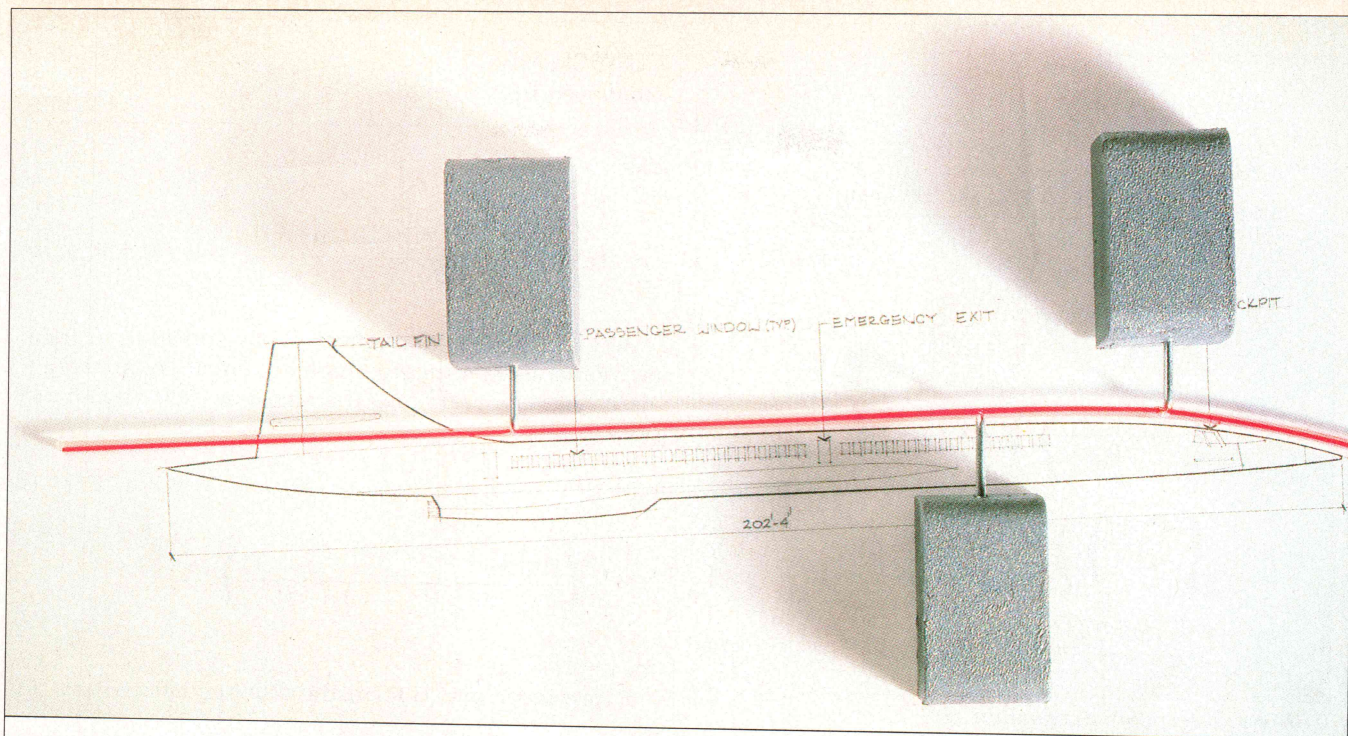 TAIL FIN
PASSENGER WINDOW (TYP)
EMERGENCY EXIT
CKPIT
202'-4"